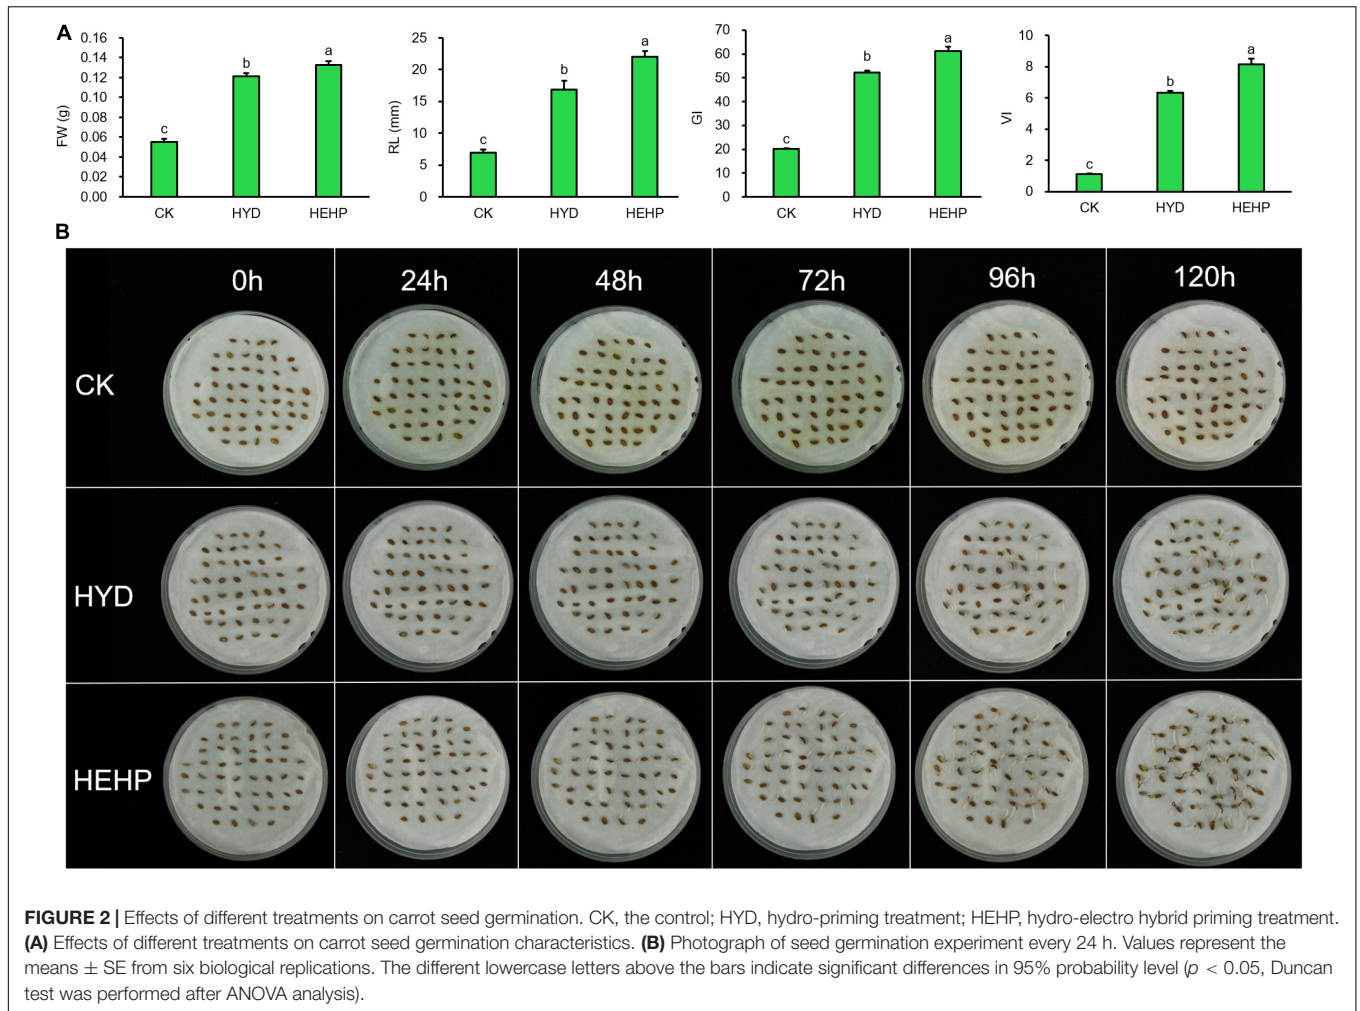 A
FW (g)
0.16
0.14
0.12
0.10
0.08
0.06
0.04
0.02
0.00
c
b
a
CK HYD HEHP
RL (mm)
25
20
15
10
5
0
c
b
a
CK HYD HEHP
GI
70
60
50
40
30
20
10
0
c
b
a
CK HYD HEHP
VI
10
8
6
4
2
0
c
b
a
CK HYD HEHP
B
0h 24h 48h 72h 96h 120h
CK
HYD
HEHP
FIGURE 2 | Effects of different treatments on carrot seed germination. CK, the control; HYD, hydro-priming treatment; HEHP, hydro-electro hybrid priming treatment.
(A) Effects of different treatments on carrot seed germination characteristics. (B) Photograph of seed germination experiment every 24 h. Values represent the
means ± SE from six biological replications. The different lowercase letters above the bars indicate significant differences in 95% probability level (p < 0.05, Duncan
test was performed after ANOVA analysis).